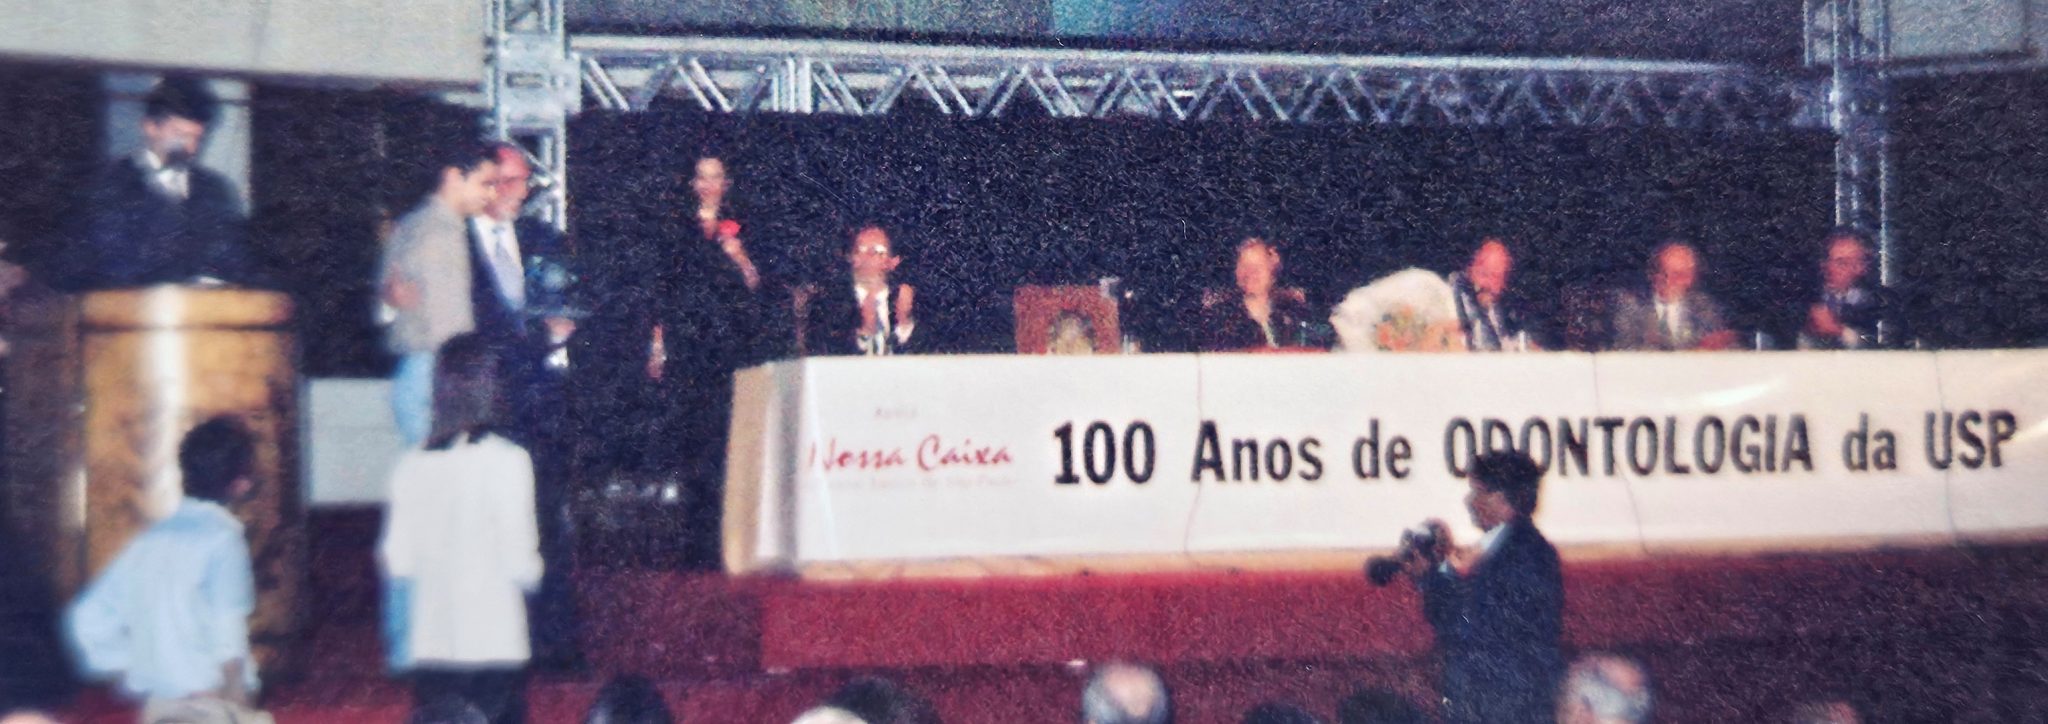 Nossa Caixa
100 Anos de ODONTOLOGIA da USP